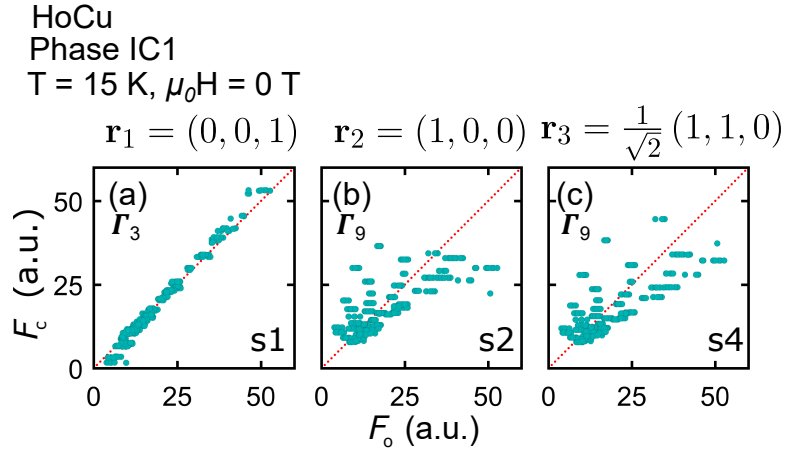 HoCu
Phase IC1
T = 15 K, μ₀H = 0 T
r₁ = (0, 0, 1) r₂ = (1, 0, 0) r₃ = 1/√2 (1, 1, 0)
(a) (b) (c)
Γ₃ Γ₉ Γ₉
50
25
0
F_c (a.u.)
s1 s2 s4
0 25 50 0 25 50 0 25 50
F_o (a.u.)